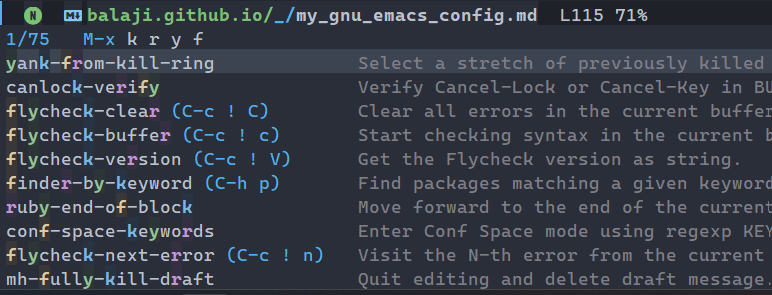 N M↓ balaji.github.io/_/my_gnu_emacs_config.md L115 71%
1/75 M-x k r y f
yank-from-kill-ring Select a stretch of previously killed
canlock-verify Verify Cancel-Lock or Cancel-Key in BU
flycheck-clear (C-c ! C) Clear all errors in the current buffer
flycheck-buffer (C-c ! c) Start checking syntax in the current b
flycheck-version (C-c ! V) Get the Flycheck version as string.
finder-by-keyword (C-h p) Find packages matching a given keyword
ruby-end-of-block Move forward to the end of the current
conf-space-keywords Enter Conf Space mode using regexp KEY
flycheck-next-error (C-c ! n) Visit the N-th error from the current
mh-fully-kill-draft Quit editing and delete draft message.